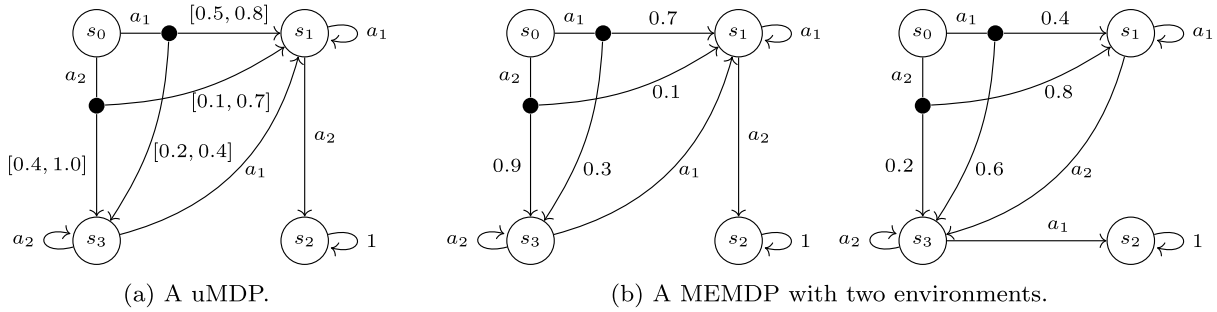 a₁ [0.5, 0.8]
s₀ s₁ a₁
a₂
[0.1, 0.7]
a₂
[0.4, 1.0] [0.2, 0.4]
a₁
a₂ s₃ s₂ 1
(a) A uMDP.
a₁ 0.7
s₀ s₁ a₁
a₂
0.1
a₂
0.9 0.3
a₁
a₂ s₃ s₂ 1
a₁ 0.4
s₀ s₁ a₁
a₂
0.8
0.2 0.6
a₂
a₁
a₂ s₃ s₂ 1
(b) A MEMDP with two environments.